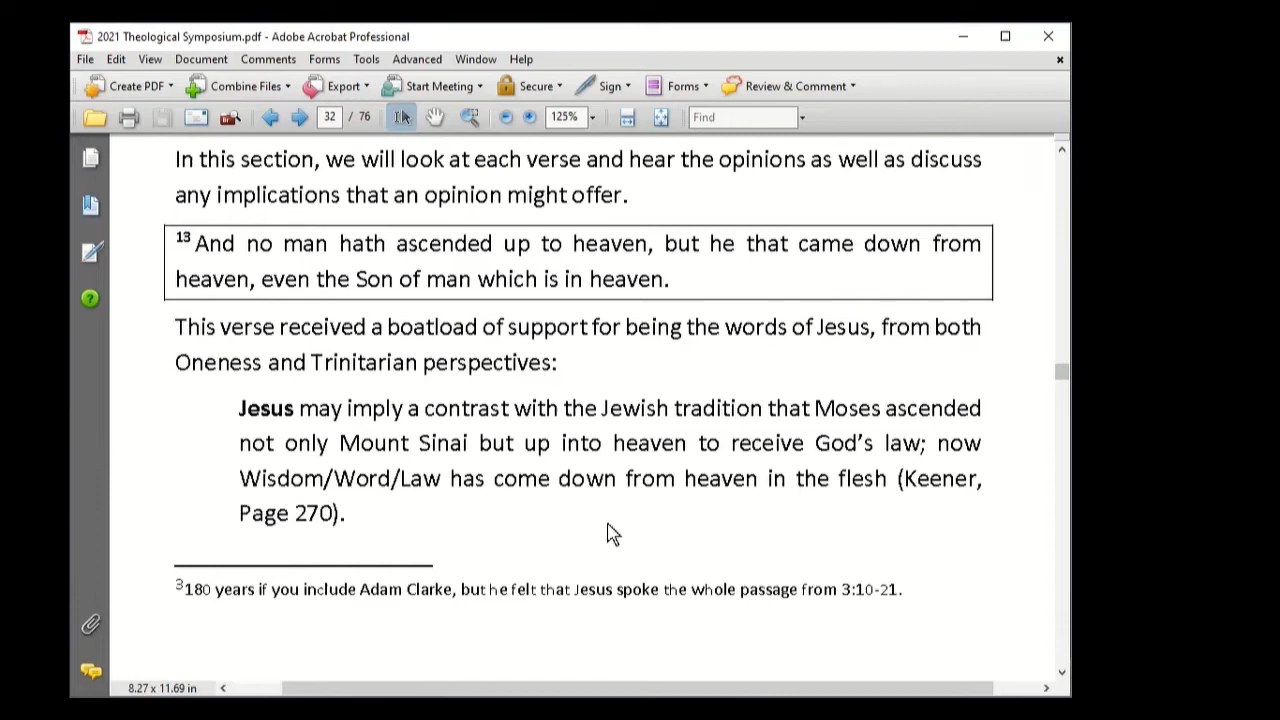 2021 Theological Symposium.pdf - Adobe Acrobat Professional
File Edit View Document Comments Forms Tools Advanced Window Help
Create PDF Combine Files Export Start Meeting Secure Sign Forms Review & Comment
32 / 76 125% Find
In this section, we will look at each verse and hear the opinions as well as discuss
any implications that an opinion might offer.
13 And no man hath ascended up to heaven, but he that came down from
heaven, even the Son of man which is in heaven.
This verse received a boatload of support for being the words of Jesus, from both
Oneness and Trinitarian perspectives:
Jesus may imply a contrast with the Jewish tradition that Moses ascended
not only Mount Sinai but up into heaven to receive God's law; now
Wisdom/Word/Law has come down from heaven in the flesh (Keener,
Page 270).
3180 years if you include Adam Clarke, but he felt that Jesus spoke the whole passage from 3:10-21.
8.27 x 11.69 in